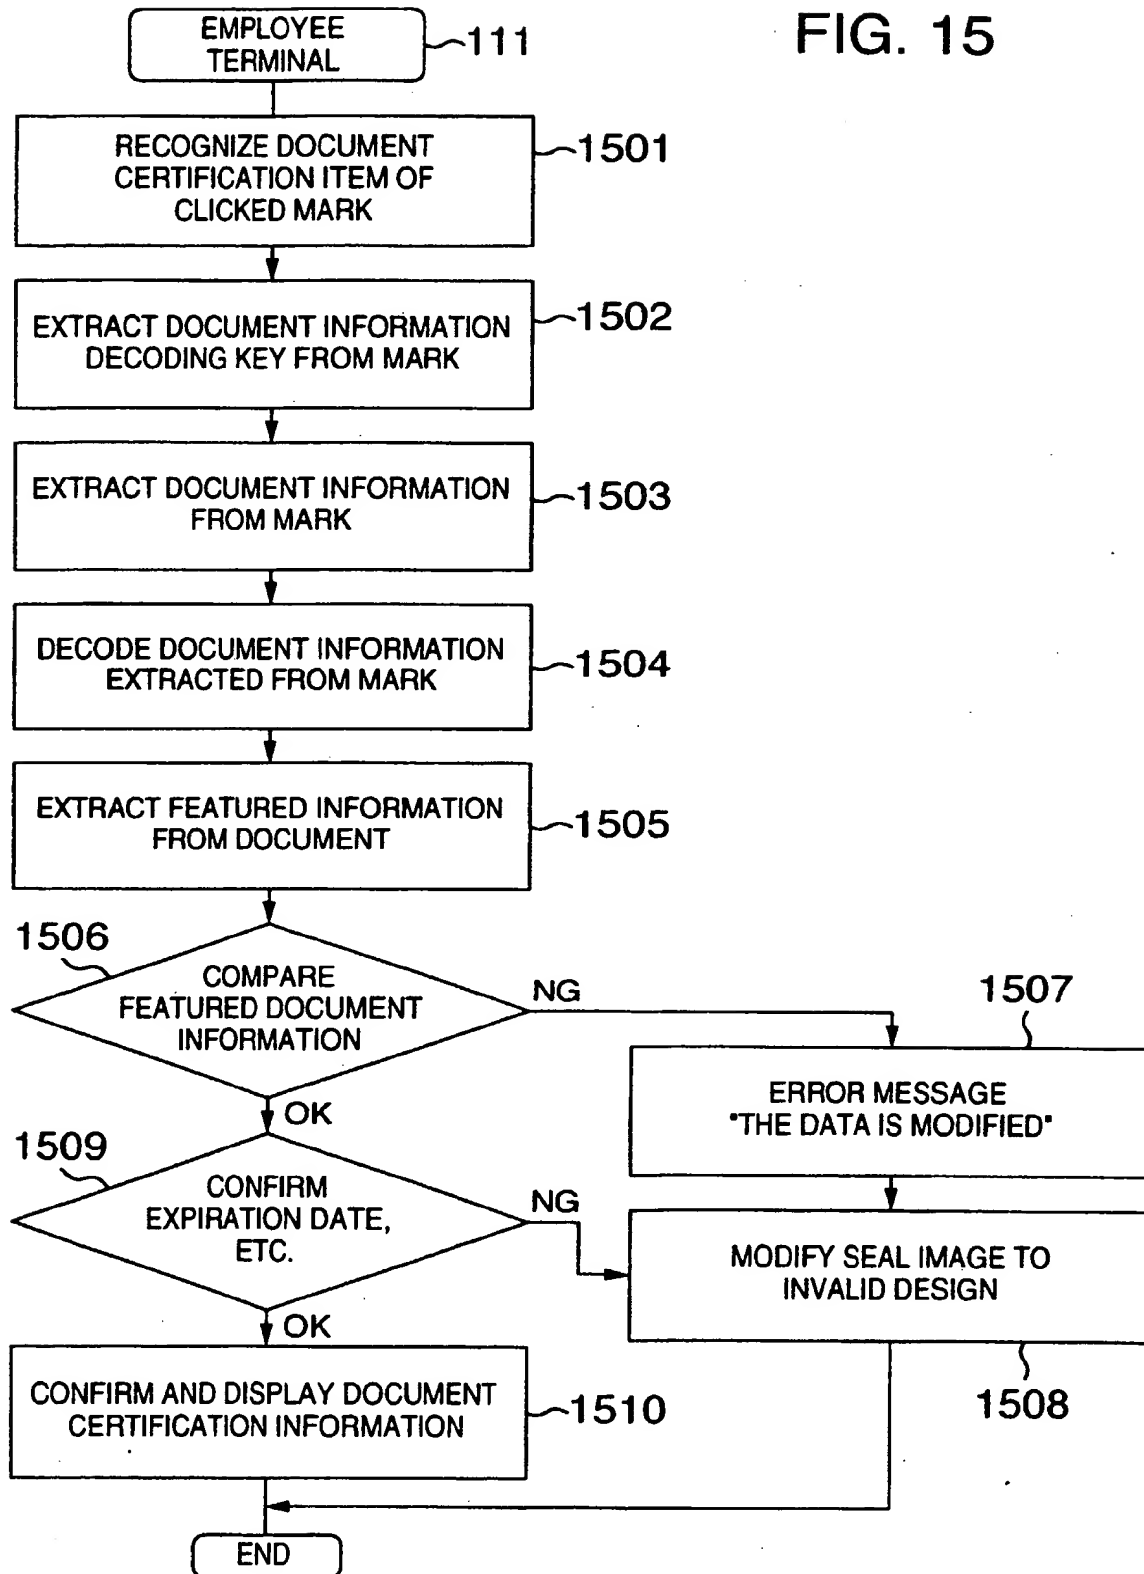 FIG. 15
EMPLOYEE
TERMINAL
111
RECOGNIZE DOCUMENT
CERTIFICATION ITEM OF
CLICKED MARK
1501
EXTRACT DOCUMENT INFORMATION
DECODING KEY FROM MARK
1502
EXTRACT DOCUMENT INFORMATION
FROM MARK
1503
DECODE DOCUMENT INFORMATION
EXTRACTED FROM MARK
1504
EXTRACT FEATURED INFORMATION
FROM DOCUMENT
1505
1506
COMPARE
FEATURED DOCUMENT
INFORMATION
NG
OK
1507
ERROR MESSAGE
"THE DATA IS MODIFIED"
1509
CONFIRM
EXPIRATION DATE,
ETC.
NG
OK
MODIFY SEAL IMAGE TO
INVALID DESIGN
1508
CONFIRM AND DISPLAY DOCUMENT
CERTIFICATION INFORMATION
1510
END